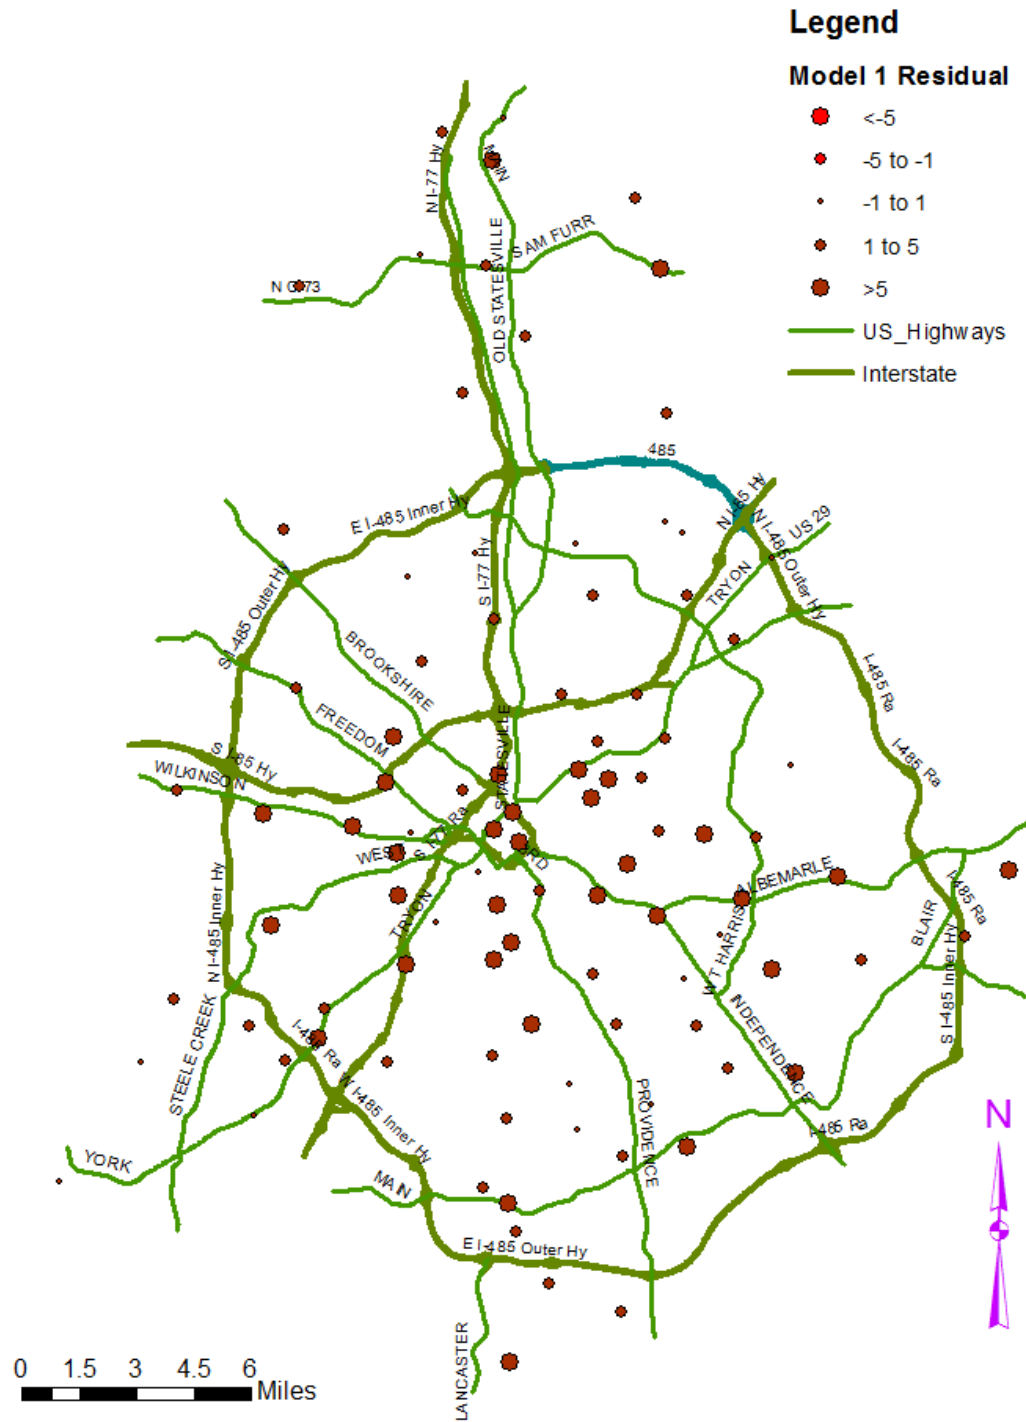 Legend
Model 1 Residual
<-5
-5 to -1
-1 to 1
1 to 5
>5
US_Highways
Interstate
N I-77 Hy
MAIN
SAM FURR
OLD STATESVILLE
485
N I-85 Hy
N I-485 Outer Hy
US 29
E I-485 Inner Hy
S I-77 Hy
TRYON
S I-485 Outer Hy
BROOKSHIRE
I-485 Ra
FREEDOM
STATESVILLE
S I-85 Hy
I-485 Ra
WILKINSON
S I-77 Ra
WEST
ALBEMARLE
I-485 Ra
N I-485 Inner Hy
TRYON
W T HARRIS
BLAIR
S I-485 Inner Hy
STEELE CREEK
I-485 Ra
W I-485 Inner Hy
INDEPENDENCE
PROVIDENCE
I-485 Ra
N
YORK
MAIN
E I-485 Outer Hy
LANCASTER
0 1.5 3 4.5 6
Miles